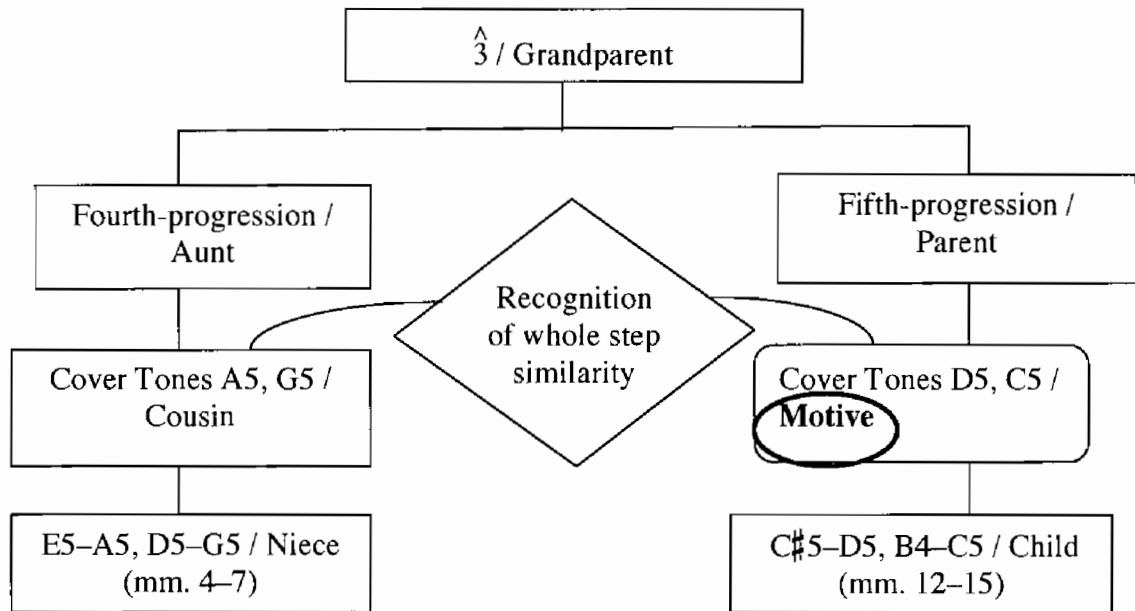 3̂ / Grandparent
Fourth-progression /
Aunt
Fifth-progression /
Parent
Recognition
of whole step
similarity
Cover Tones A5, G5 /
Cousin
Cover Tones D5, C5 /
Motive
E5–A5, D5–G5 / Niece
(mm. 4–7)
C♯5–D5, B4–C5 / Child
(mm. 12–15)